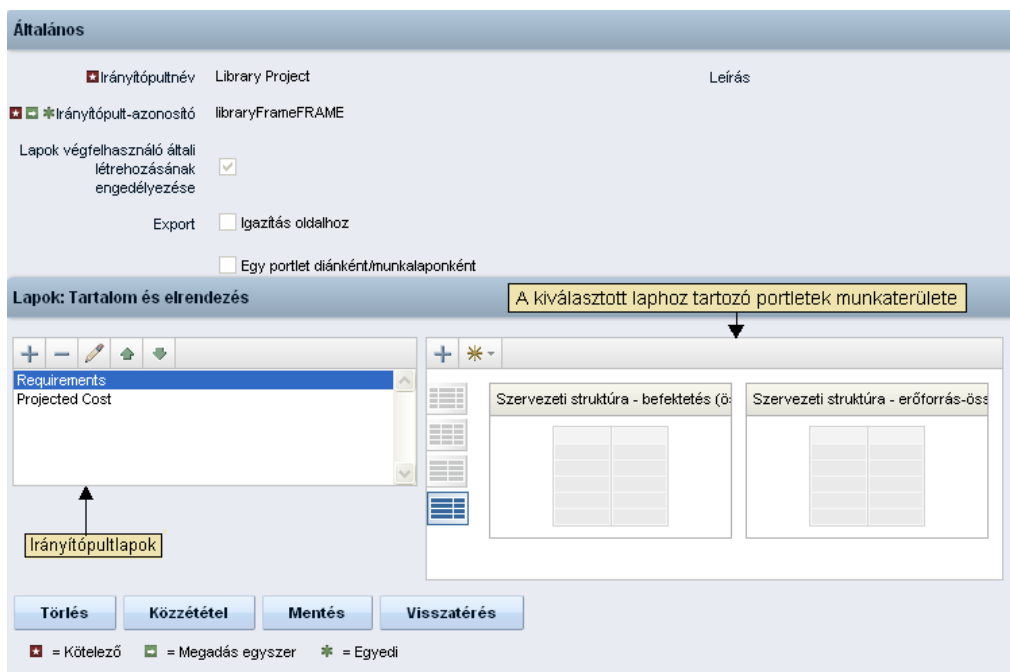 Általános
Irányítópultnév Library Project Leírás
Irányítópult-azonosító libraryFrameFRAME
Lapok végfelhasználó általi
létrehozásának
engedélyezése
Export Igazítás oldalhoz
Egy portlet diánként/munkalaponként
Lapok: Tartalom és elrendezés
A kiválasztott laphoz tartozó portletek munkaterülete
Requirements
Projected Cost
Szervezeti struktúra - befektetés (ö
Szervezeti struktúra - erőforrás-öss
Irányítópultlapok
Törlés Közzététel Mentés Visszatérés
= Kötelező = Megadás egyszer = Egyedi